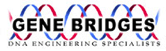 GENE BRIDGES
DNA ENGINEERING SPECIALISTS